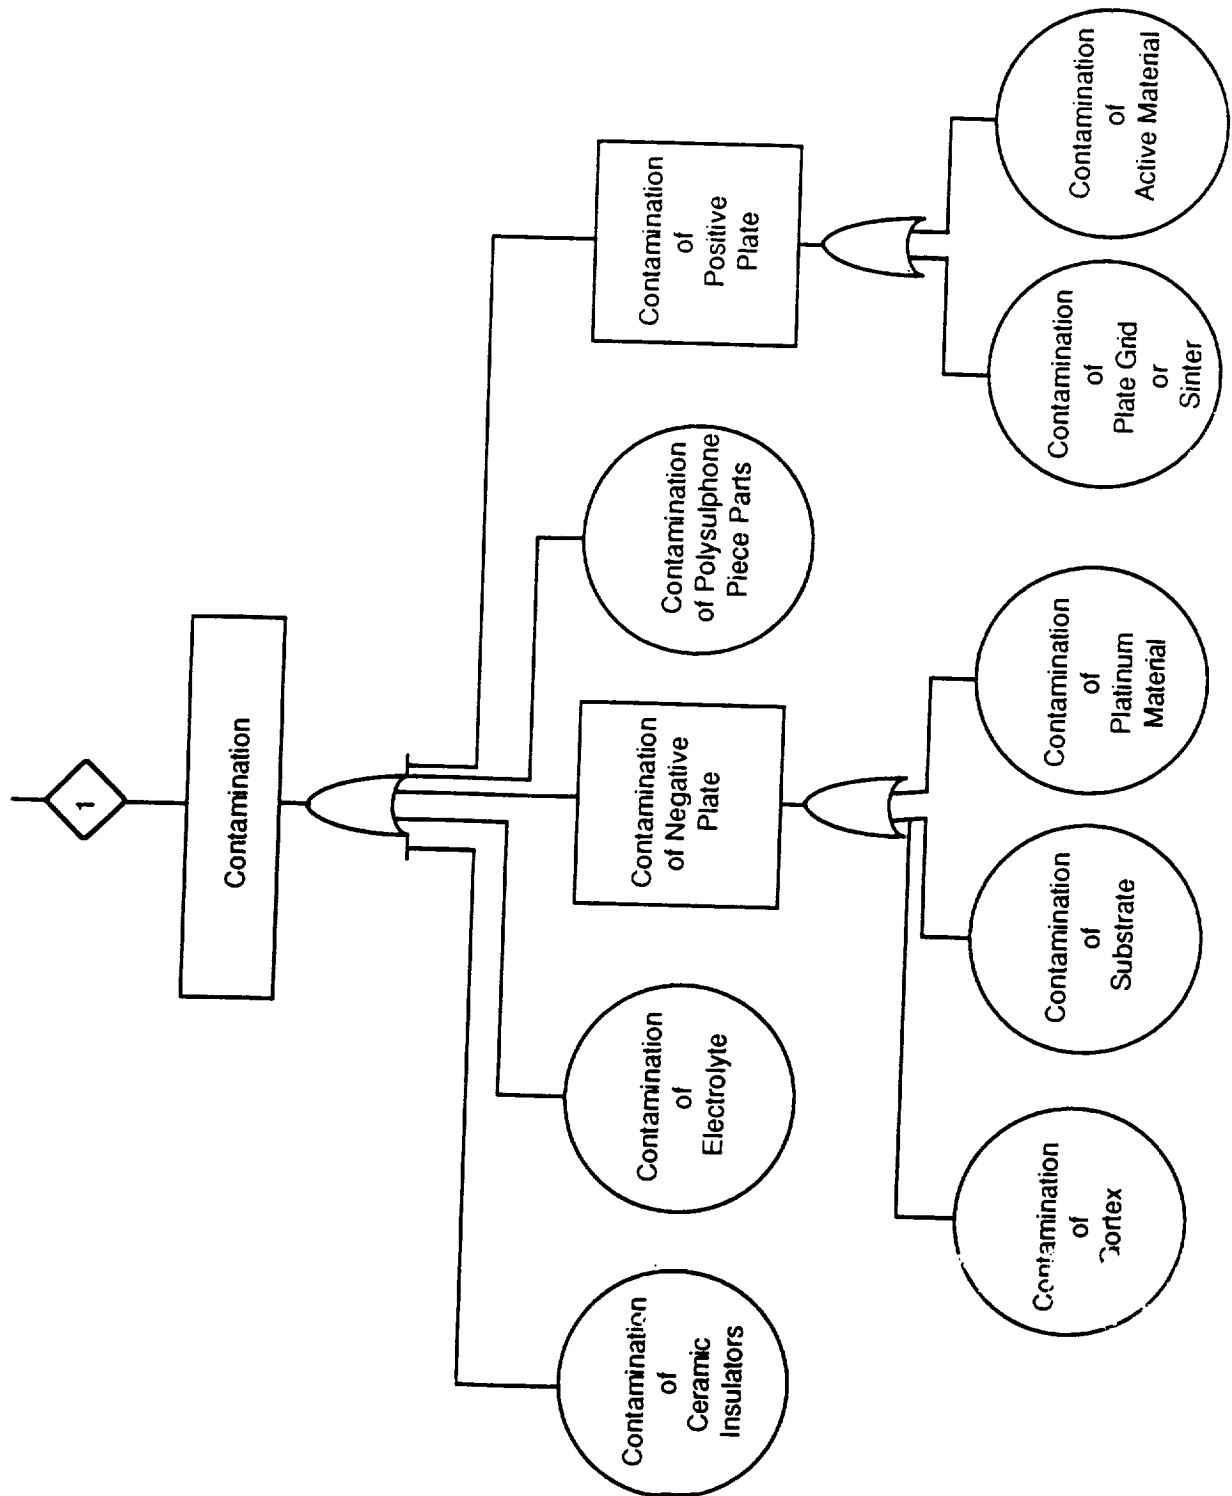 1
Contamination
Contamination
of
Ceramic
Insulators
Contamination
of
Electrolyte
Contamination
of Negative
Plate
Contamination
of Polysulphone
Piece Parts
Contamination
of
Positive
Plate
Contamination
of
Contamination
of
Substrate
Contamination
of
Platinum
Material
Contamination
of
Plate Grid
or
Sinter
Contamination
of
Active Material